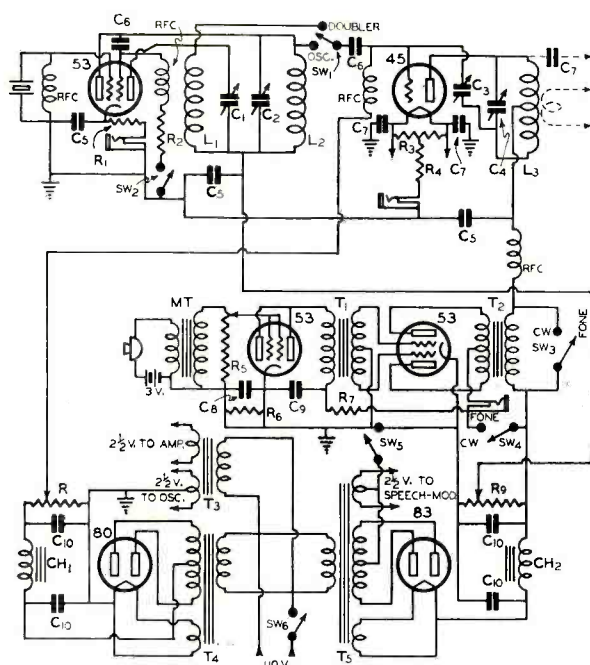 DOUBLER
C6
RFC
53
OSC.
SW1
C6
45
C7
RFC
C1
C2
RFC
C3
C5
R1
R2
L1
L2
C7
R3
C7
C4
L3
R4
SW2
C5
C5
RFC
MT
53
T1
53
T2
FONE
CW
SW3
R5
3 V.
C8
C9
R7
R6
FONE
2½ V. TO AMP.
SW5
CW
SW4
2½ V.
TO OSC.
T3
2½ V. TO
SPEECH-MOD.
R
R9
C10
80
83
C10
CH1
CH2
C10
C10
T4
SW6
T5
110 V.